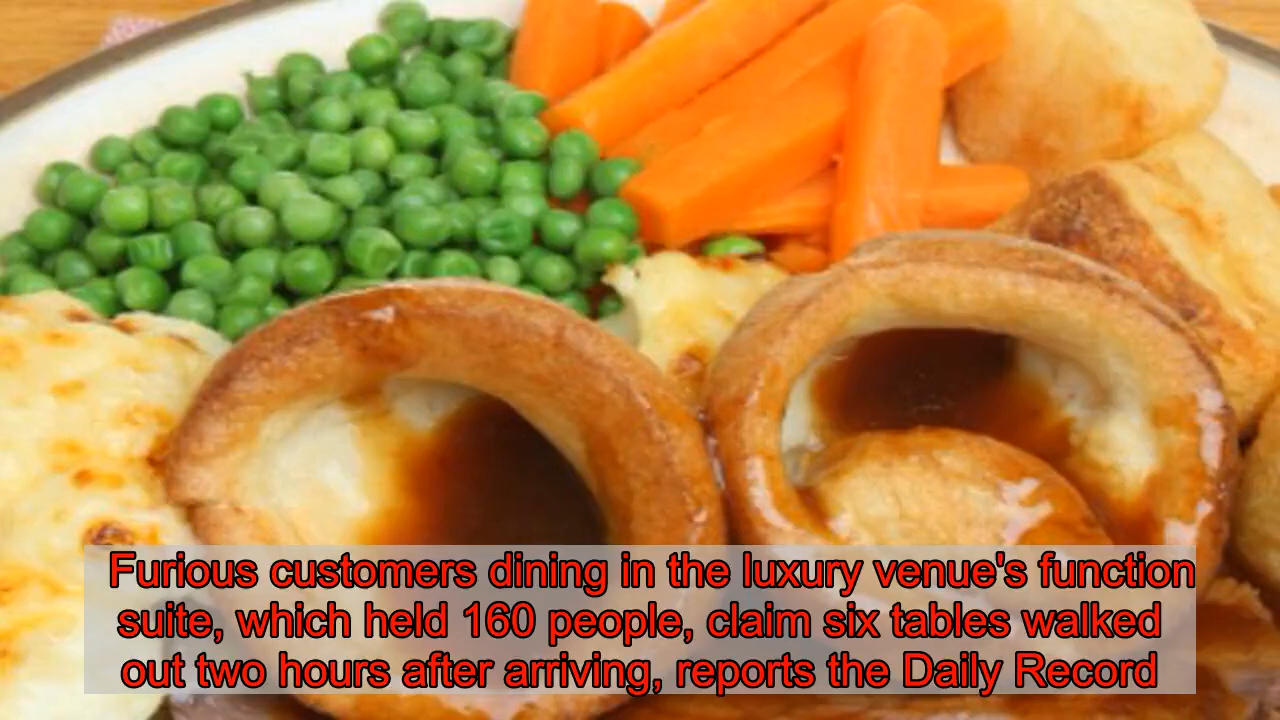 Furious customers dining in the luxury venue's function
suite, which held 160 people, claim six tables walked
out two hours after arriving, reports the Daily Record